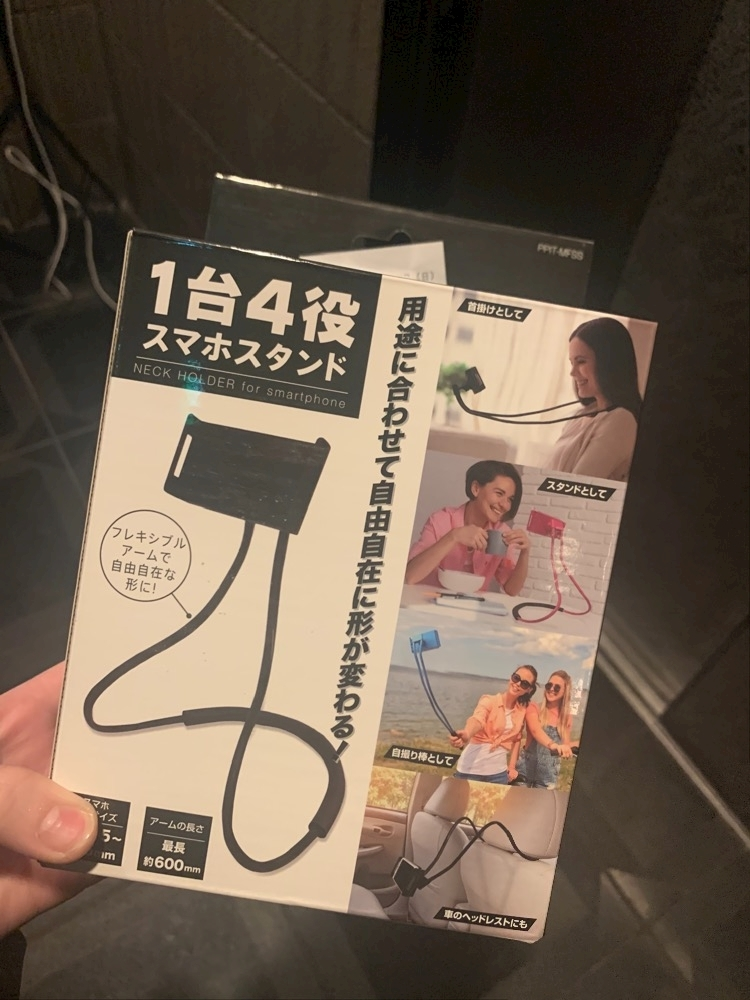 PPIT-MFSS
1台4役
スマホスタンド
NECK HOLDER for smartphone
用途に合わせて自由自在に形が変わる!
フレキシブル
アームで
自由自在な
形に!
アームの長さ
最長
約600mm
首掛けとして
スタンドとして
自撮り棒として
車のヘッドレストにも